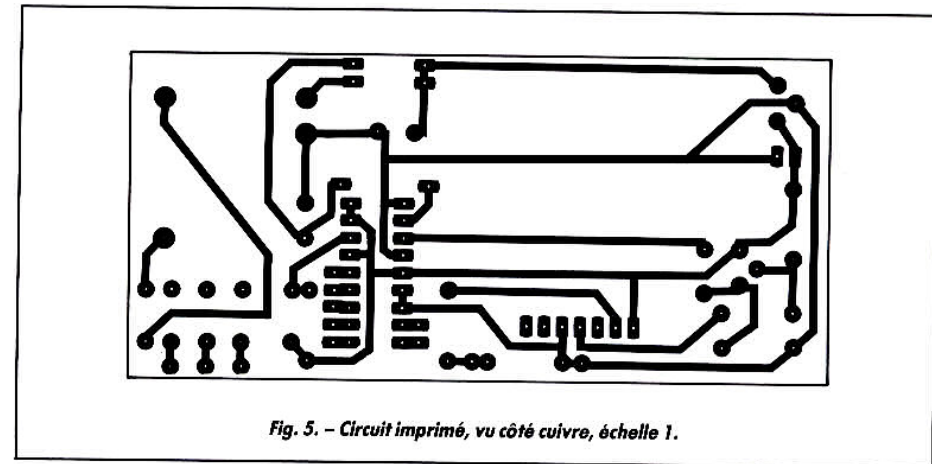 Fig. 5. – Circuit imprimé, vu côté cuivre, échelle 1.